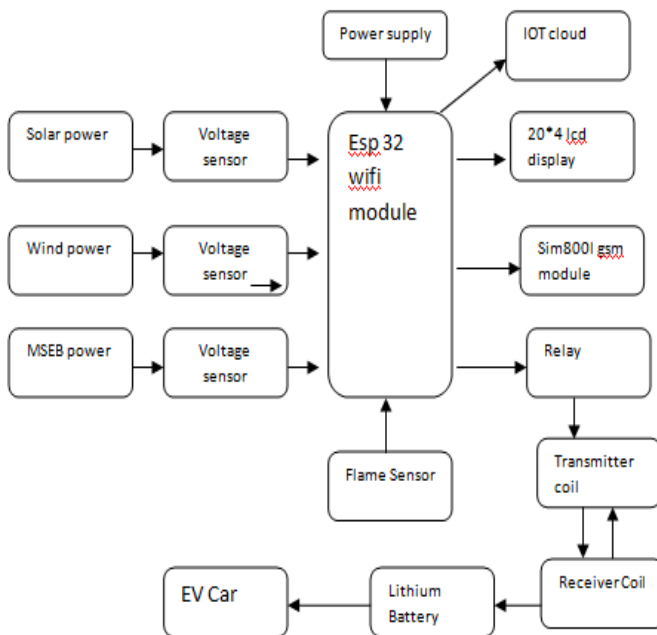 Power supply
IOT cloud
Solar power
Voltage
sensor
Esp 32
wifi
module
20*4 lcd
display
Wind power
Voltage
sensor
Sim800l gsm
module
MSEB power
Voltage
sensor
Relay
Flame Sensor
Transmitter
coil
EV Car
Lithium
Battery
Receiver Coil